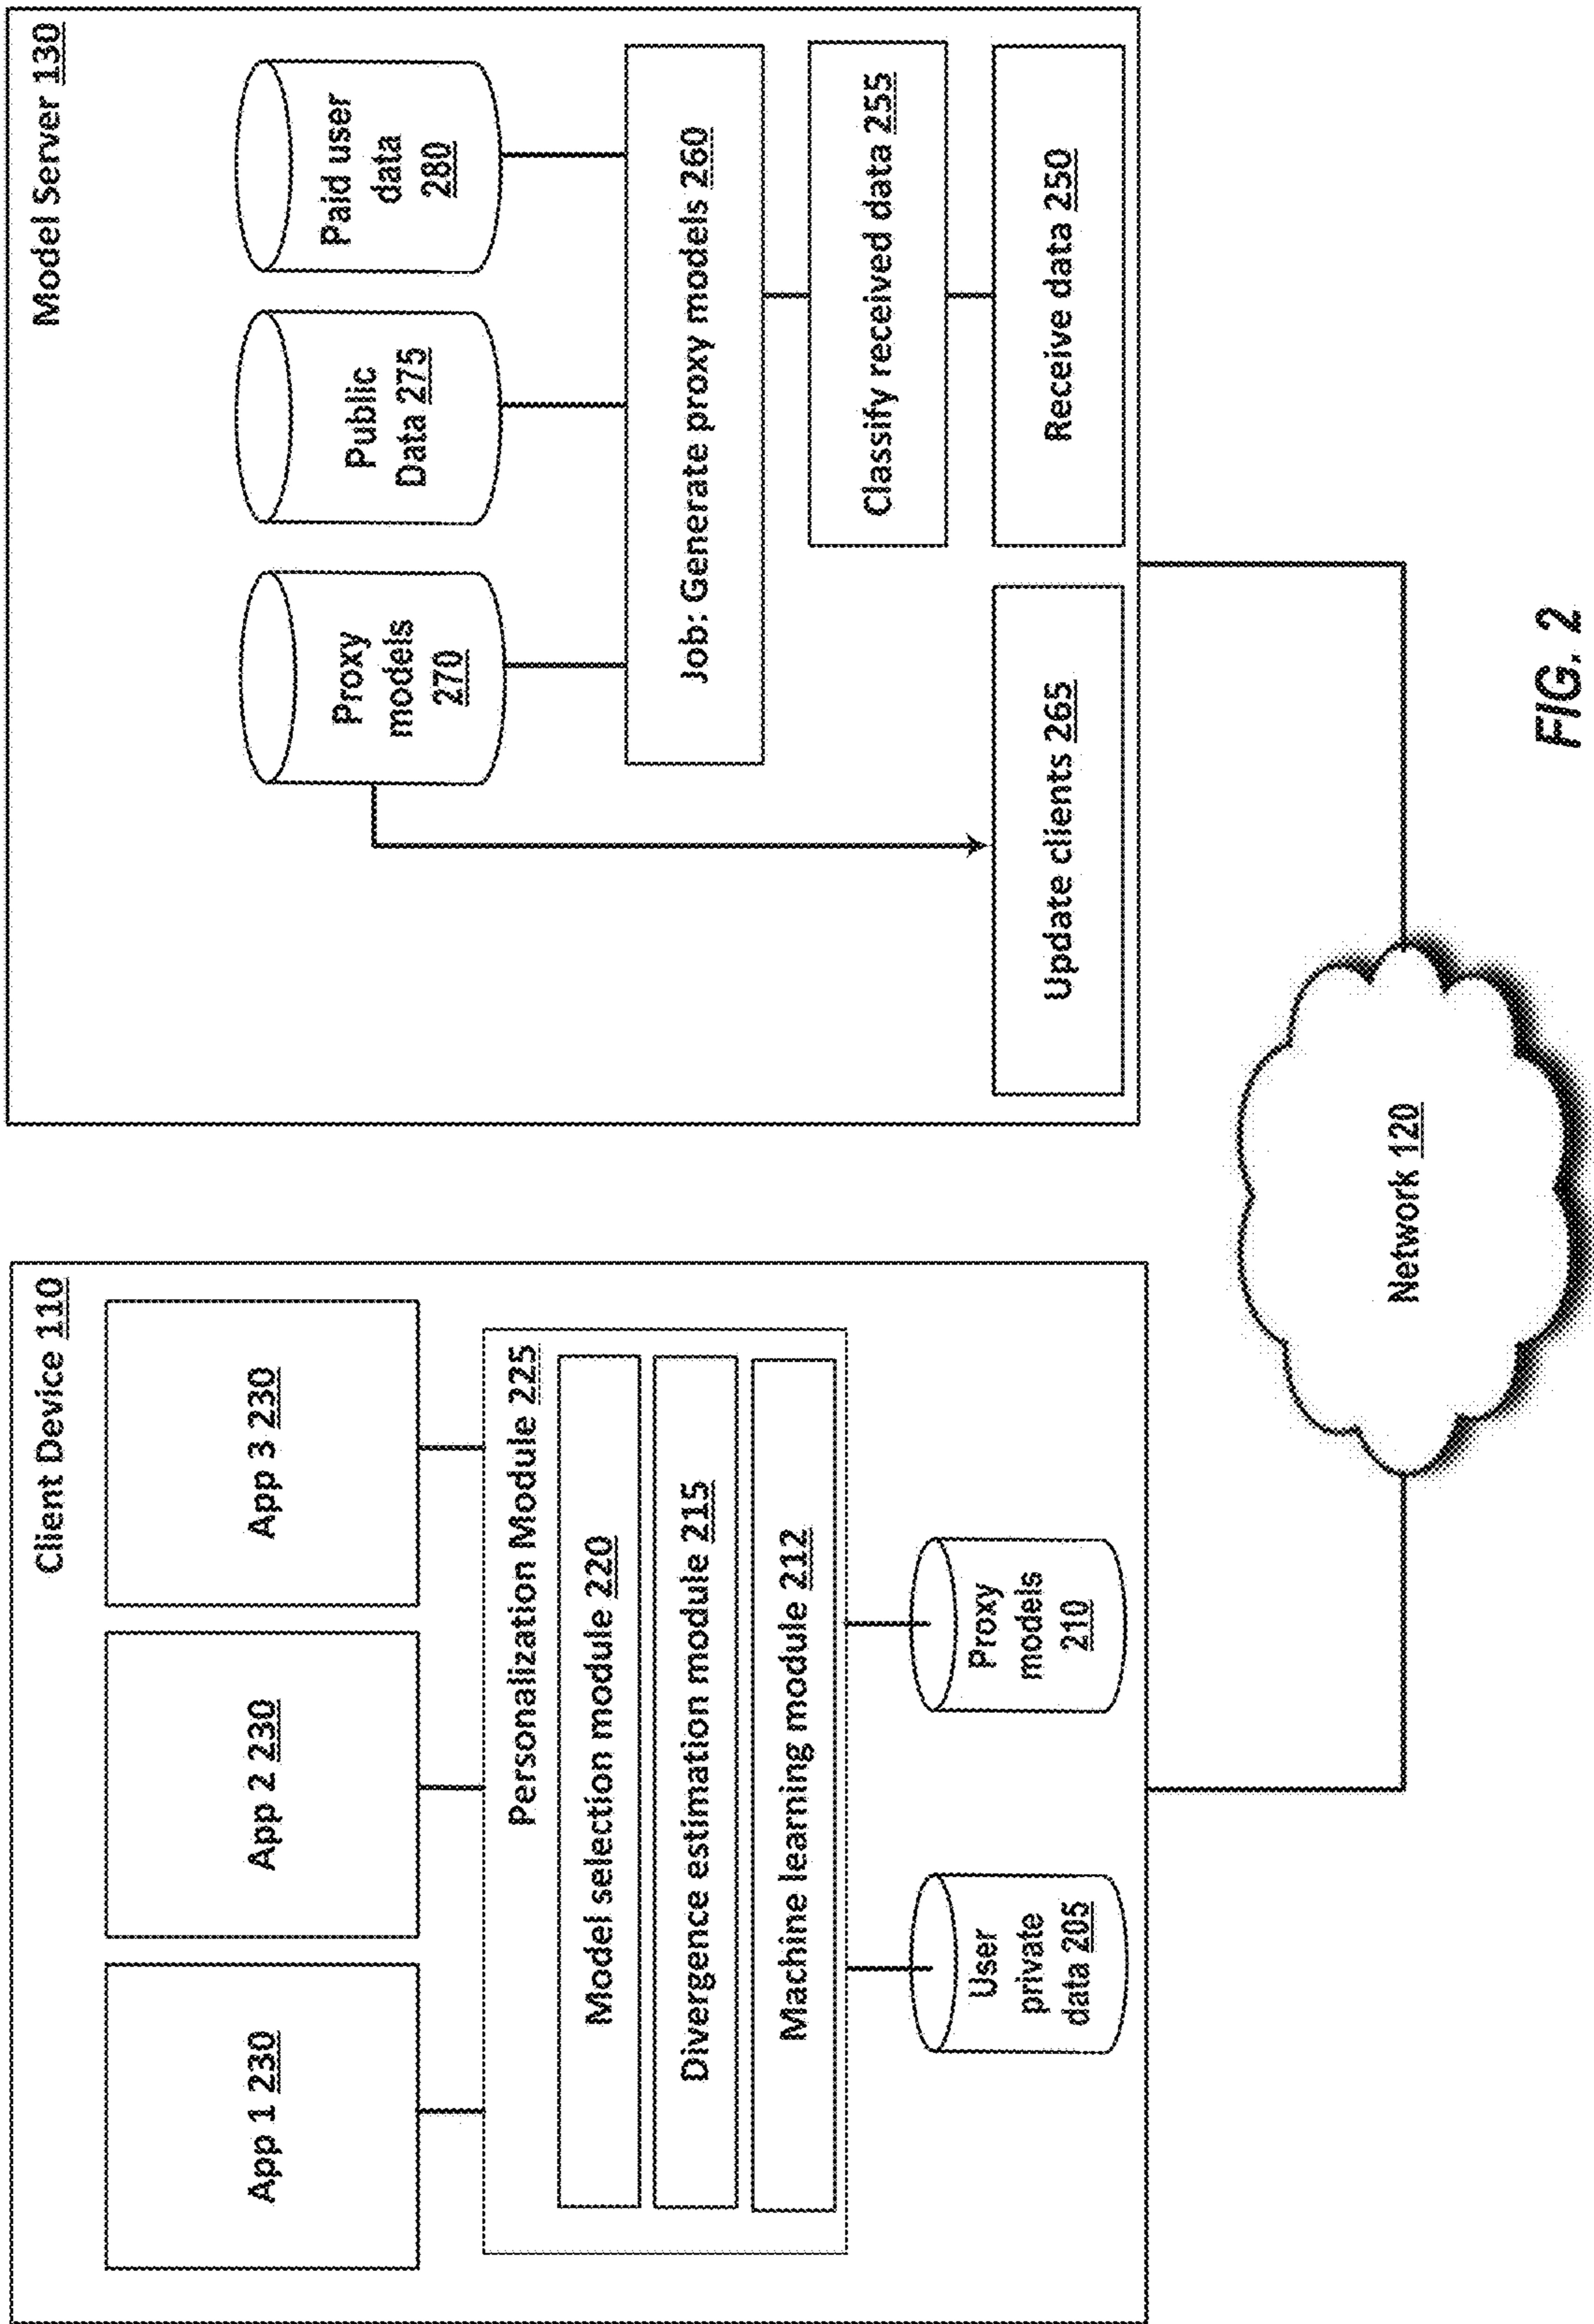 Client Device 110
App 1 230
App 2 230
App 3 230
Personalization Module 225
Model selection module 220
Divergence estimation module 215
Machine learning module 212
User
private
data 205
Proxy
models
210
Model Server 130
Proxy
models
270
Public
Data 275
Paid user
data
280
Job: Generate proxy models 260
Classify received data 255
Update clients 265
Receive data 250
Network 120
FIG. 2